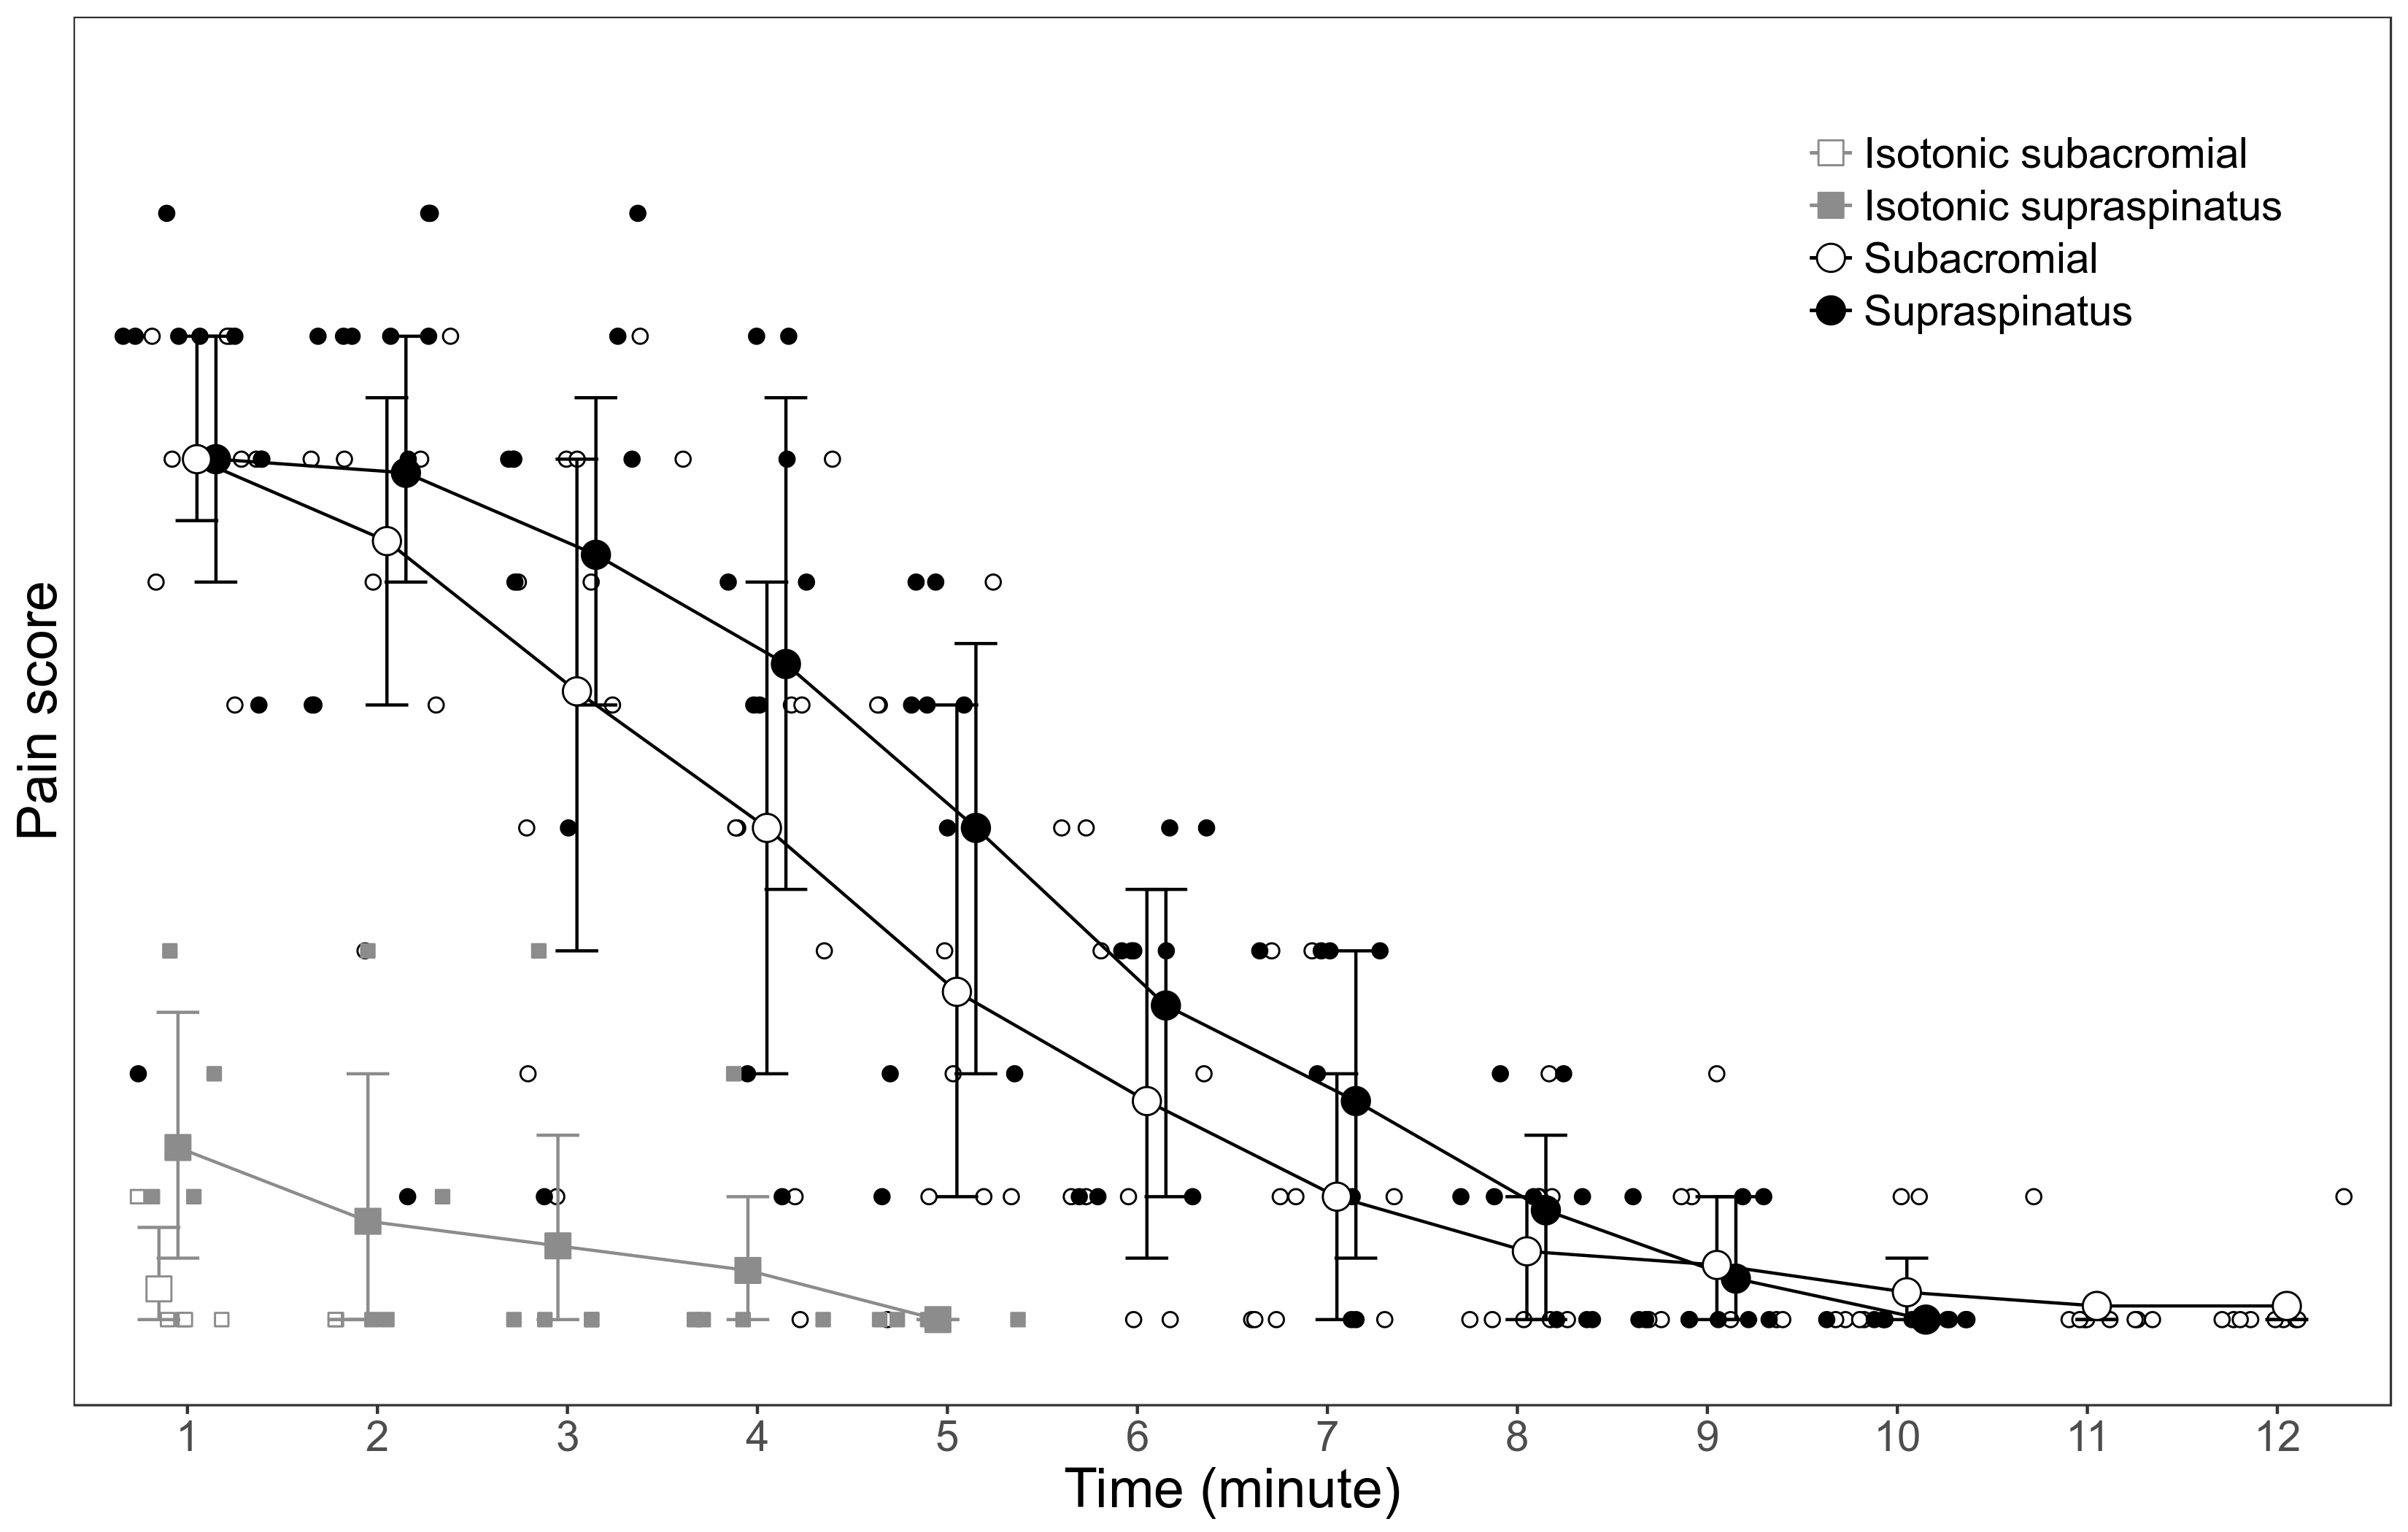 Isotonic subacromial
Isotonic supraspinatus
Subacromial
Supraspinatus
Pain score
1 2 3 4 5 6 7 8 9 10 11 12
Time (minute)